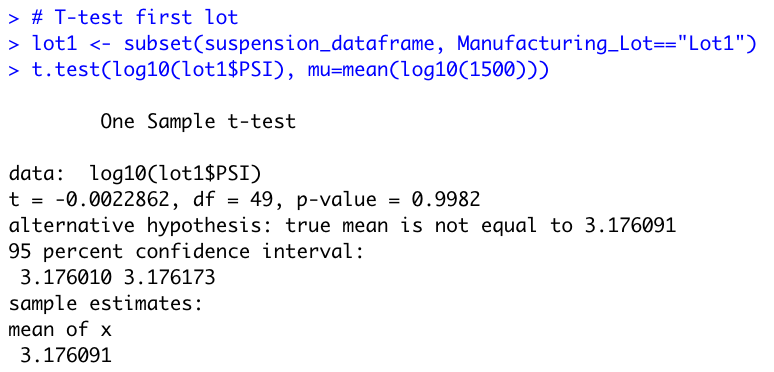 > # T-test first lot
> lot1 <- subset(suspension_dataframe, Manufacturing_Lot=="Lot1")
> t.test(log10(lot1$PSI), mu=mean(log10(1500)))
One Sample t-test
data:  log10(lot1$PSI)
t = -0.0022862, df = 49, p-value = 0.9982
alternative hypothesis: true mean is not equal to 3.176091
95 percent confidence interval:
3.176010 3.176173
sample estimates:
mean of x
3.176091